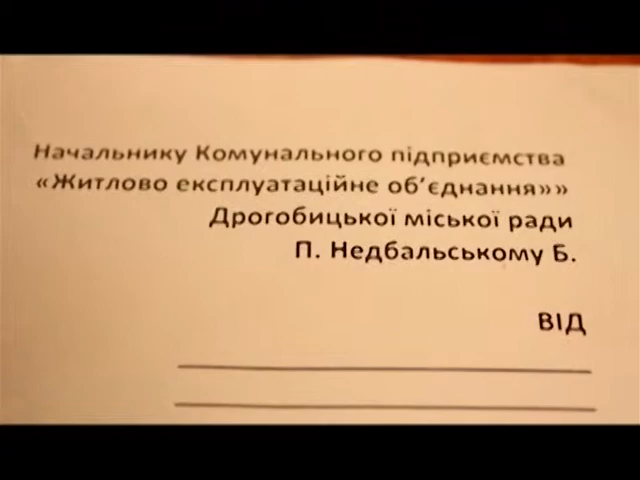 Начальнику Комунального підприємства
«Житлово експлуатаційне об’єднання»»
Дрогобицької міської ради
П. Недбальському Б.
ВІД